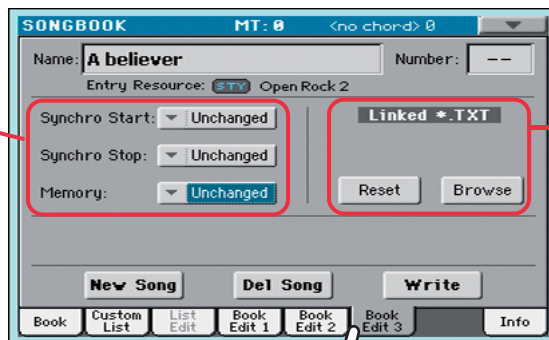 SONGBOOK MT: 0 <no chord> 0
Name: A believer Number: --
Entry Resource: STY Open Rock 2
Synchro Start: Unchanged Linked *.TXT
Synchro Stop: Unchanged
Memory: Unchanged Reset Browse
New Song Del Song Write
Book Custom List List Edit Book Edit 1 Book Edit 2 Book Edit 3 Info